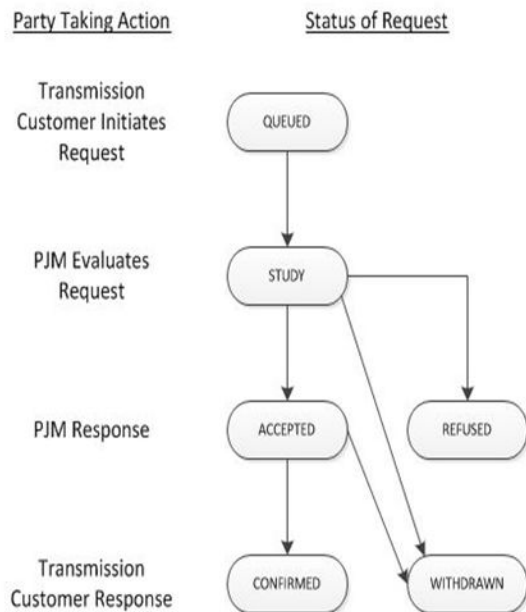 Party Taking Action
Status of Request
Transmission
Customer Initiates
Request
QUEUED
PJM Evaluates
Request
STUDY
PJM Response
ACCEPTED
REFUSED
Transmission
Customer Response
CONFIRMED
WITHDRAWN